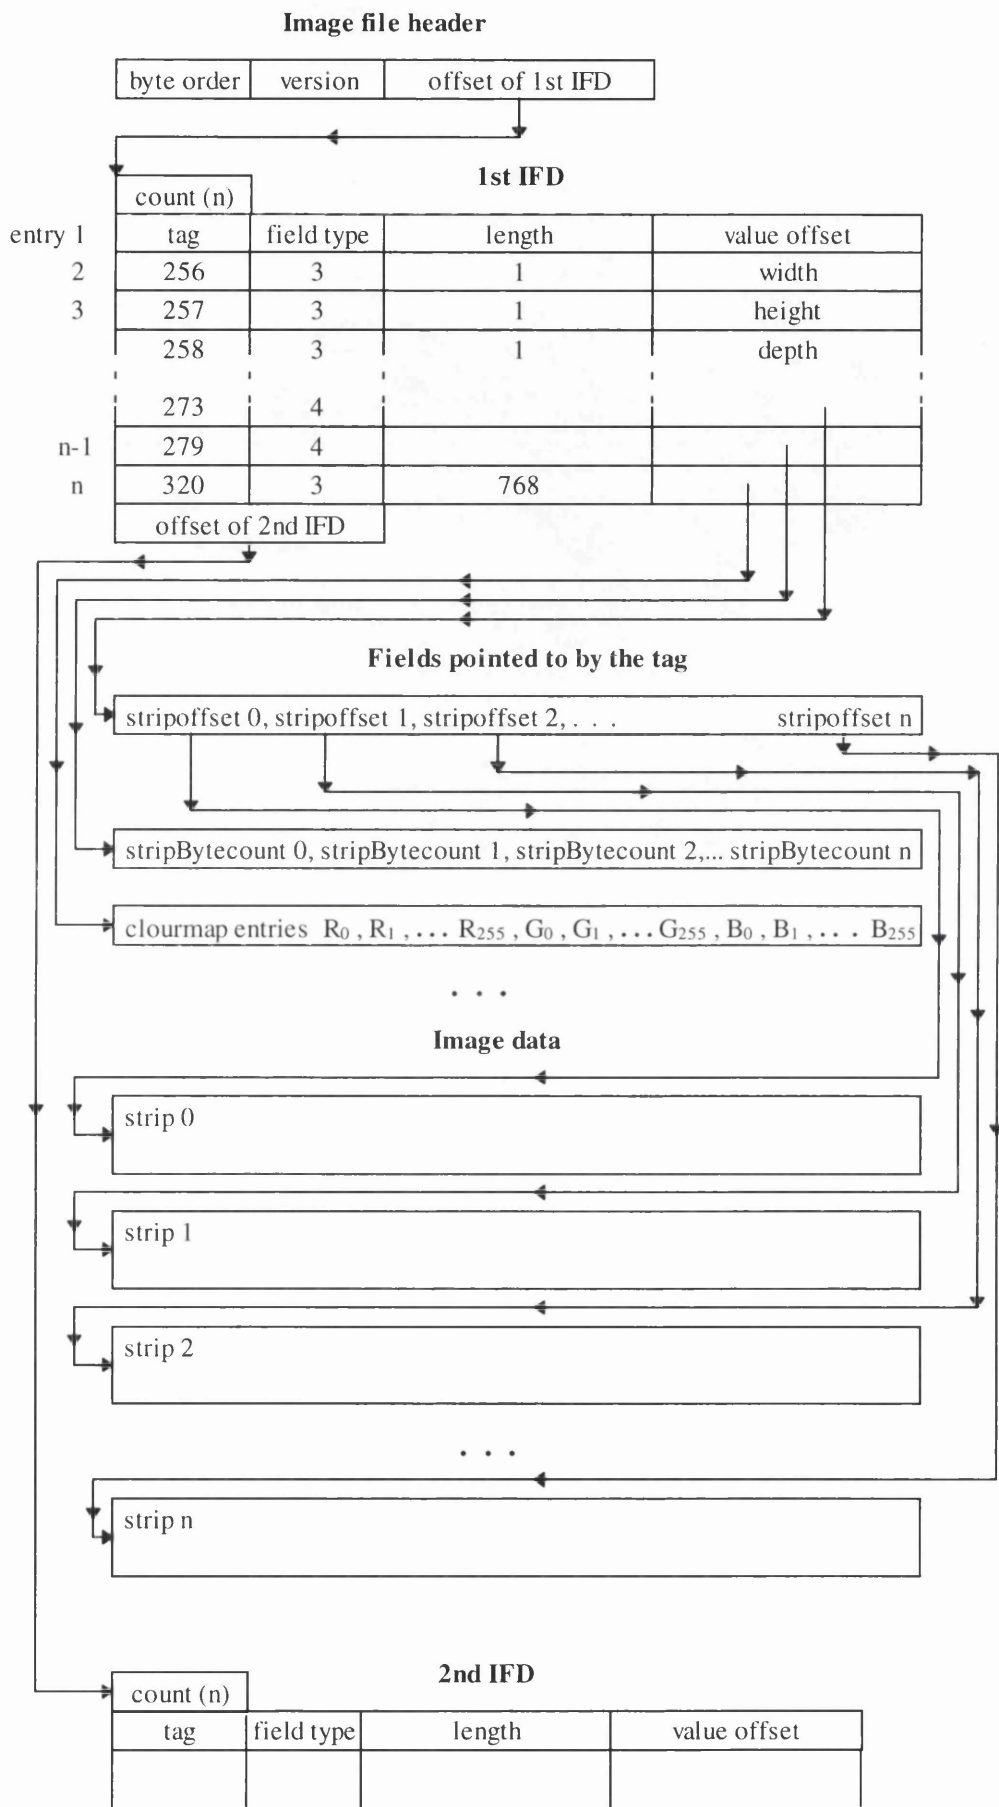 Image file header
byte order version offset of 1st IFD
1st IFD
count (n)
entry 1 tag field type length value offset
2 256 3 1 width
3 257 3 1 height
258 3 1 depth
273 4
n-1 279 4
n 320 3 768
offset of 2nd IFD
Fields pointed to by the tag
stripoffset 0, stripoffset 1, stripoffset 2, . . . stripoffset n
stripBytecount 0, stripBytecount 1, stripBytecount 2,... stripBytecount n
clourmap entries R0 , R1 , ... R255 , G0 , G1 , ... G255 , B0 , B1 , ... B255
. . .
Image data
strip 0
strip 1
strip 2
. . .
strip n
2nd IFD
count (n)
tag field type length value offset